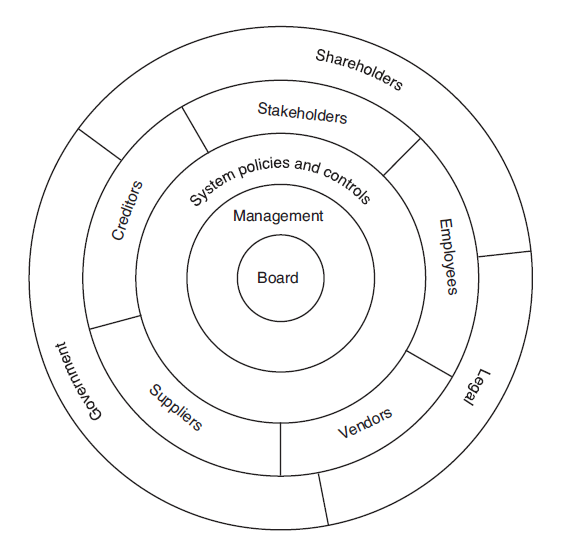 Shareholders
Stakeholders
System policies and controls
Management
Board
Creditors
Employees
Government
Suppliers
Vendors
Legal